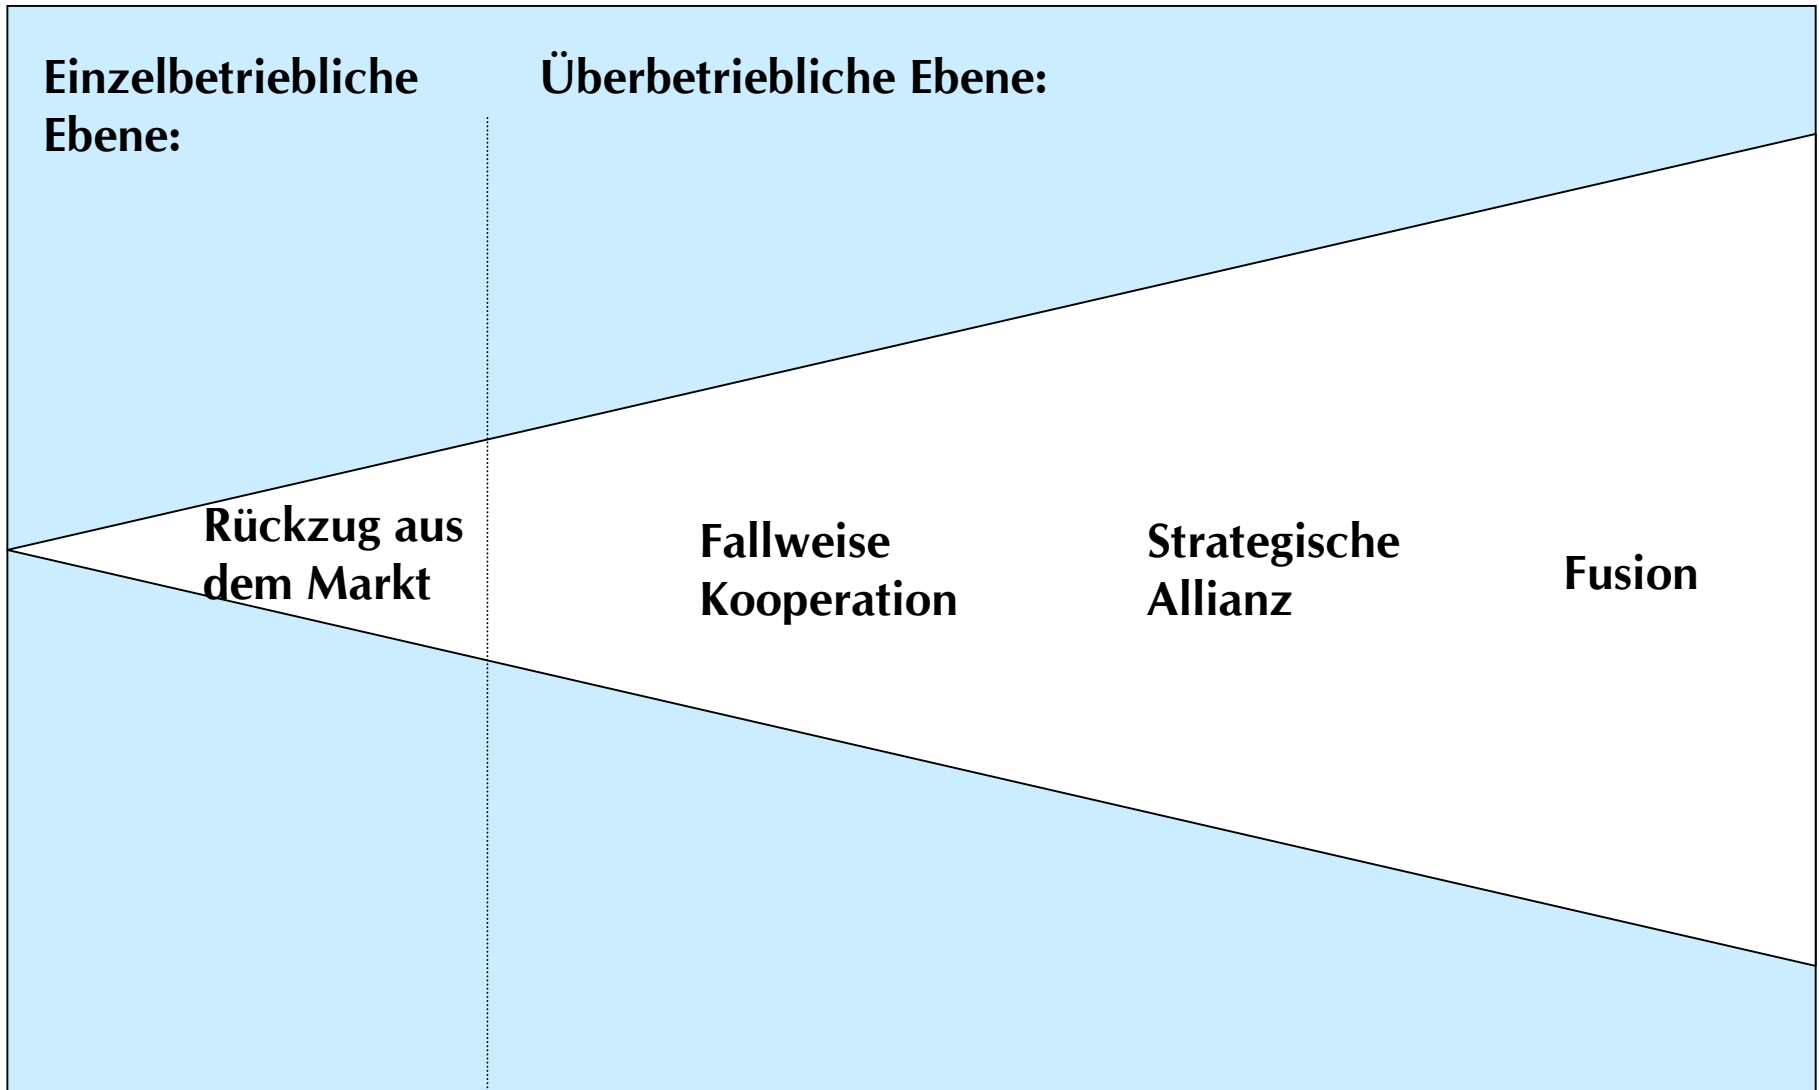 Einzelbetriebliche
Ebene:
Überbetriebliche Ebene:
Rückzug aus
dem Markt
Fallweise
Kooperation
Strategische
Allianz
Fusion